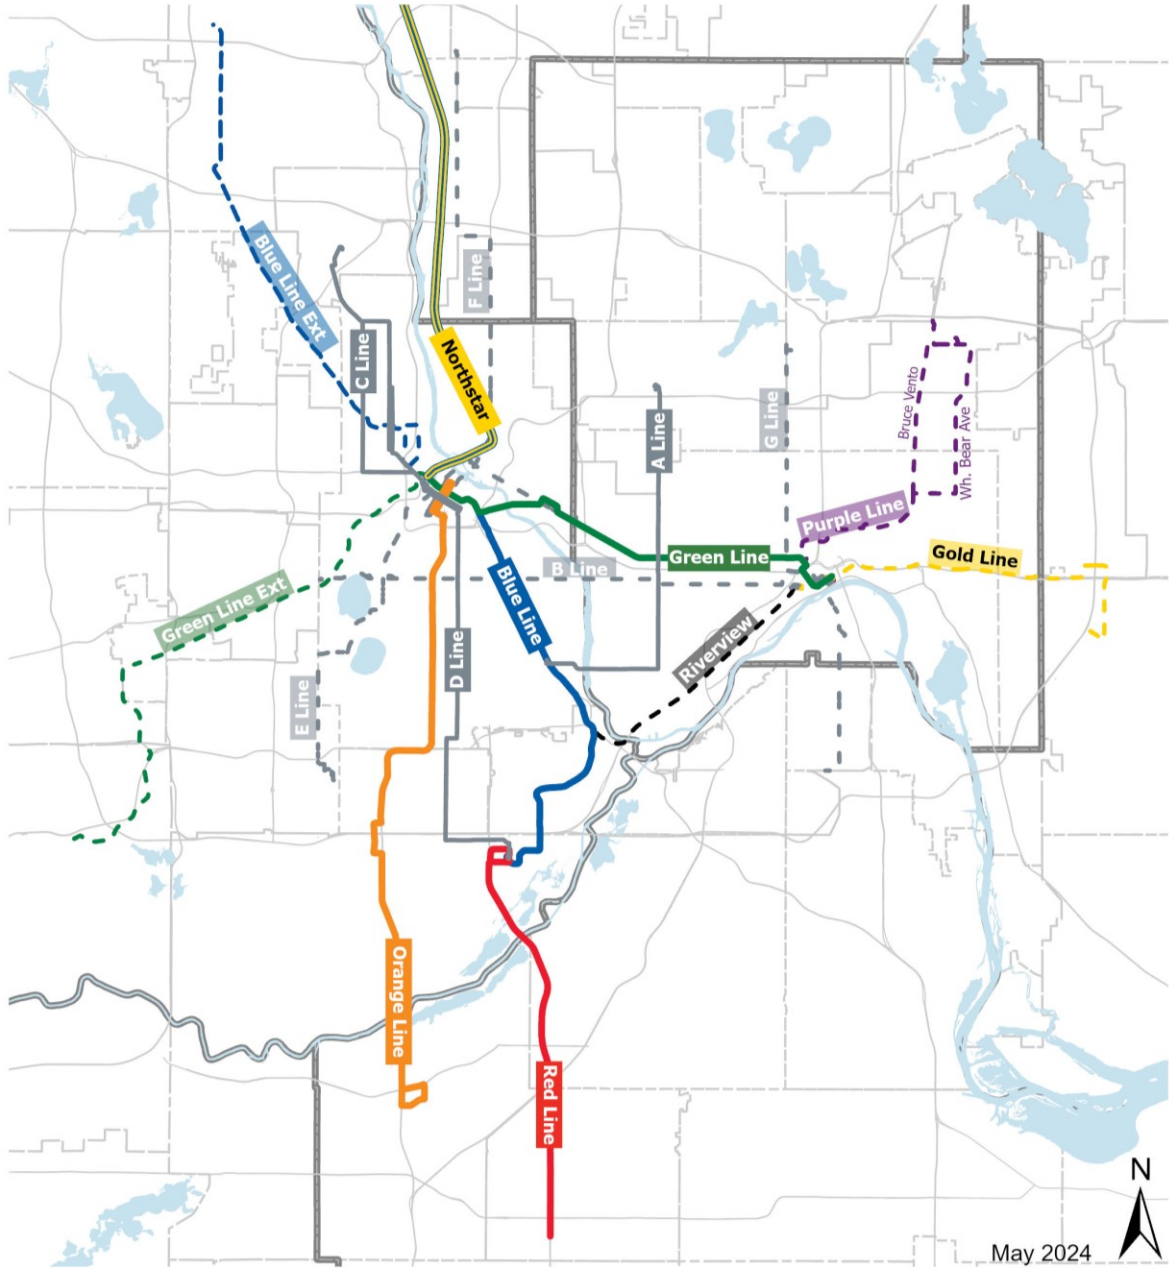 Blue Line Ext
F Line
C Line
Northstar
A Line
G Line
Bruce Vento
Wh. Bear Ave
Purple Line
Green Line
Gold Line
B Line
Blue Line
Green Line Ext
Riverview
D Line
E Line
Orange Line
Red Line
N
May 2024